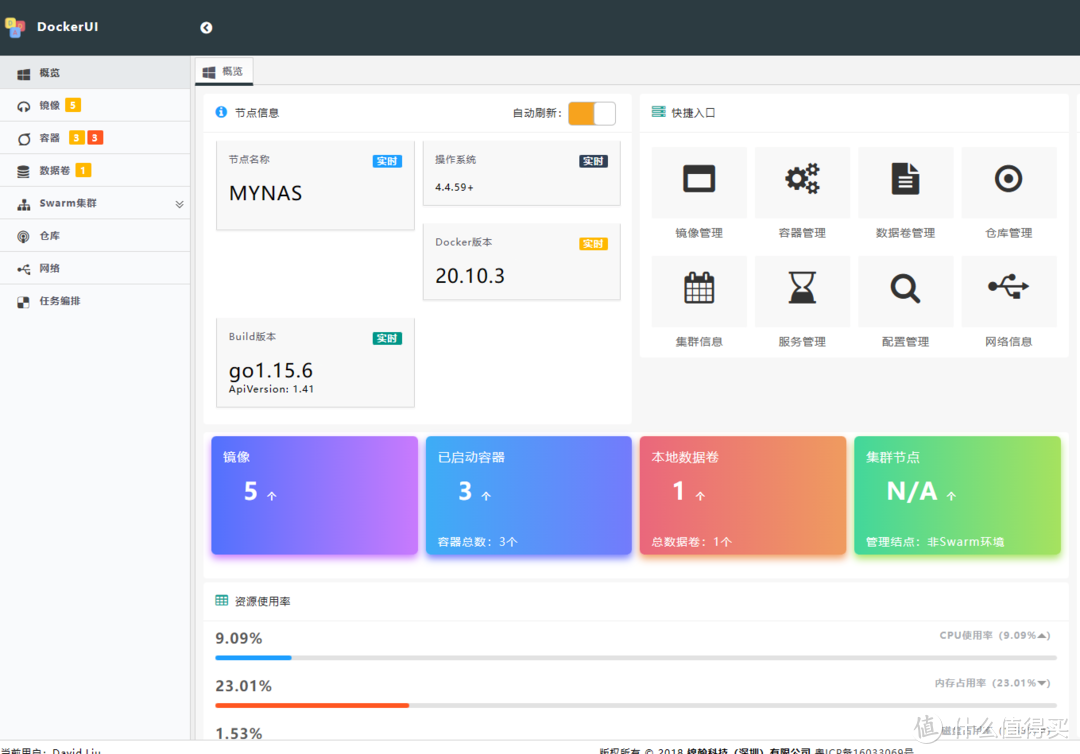 DockerUI
概览
镜像 5
容器 3 3
数据卷 1
Swarm集群
仓库
网络
任务编排
概览
节点信息
自动刷新：
节点名称 实时
MYNAS
操作系统 实时
4.4.59+
Docker版本 实时
20.10.3
Build版本 实时
go1.15.6
ApiVersion: 1.41
快捷入口
镜像管理
容器管理
数据卷管理
仓库管理
集群信息
服务管理
配置管理
网络信息
镜像
5 个
已启动容器
3 个
容器总数：3个
本地数据卷
1 个
总数据卷：1个
集群节点
N/A 个
管理结点：非Swarm环境
资源使用率
9.09%
CPU使用率 (9.09%▲)
23.01%
内存占用率 (23.01%▼)
1.53%
当前用户：David Liu
版权所有 © 2018 锦翰科技（深圳）有限公司 粤ICP备16033069号
值 什么值得买